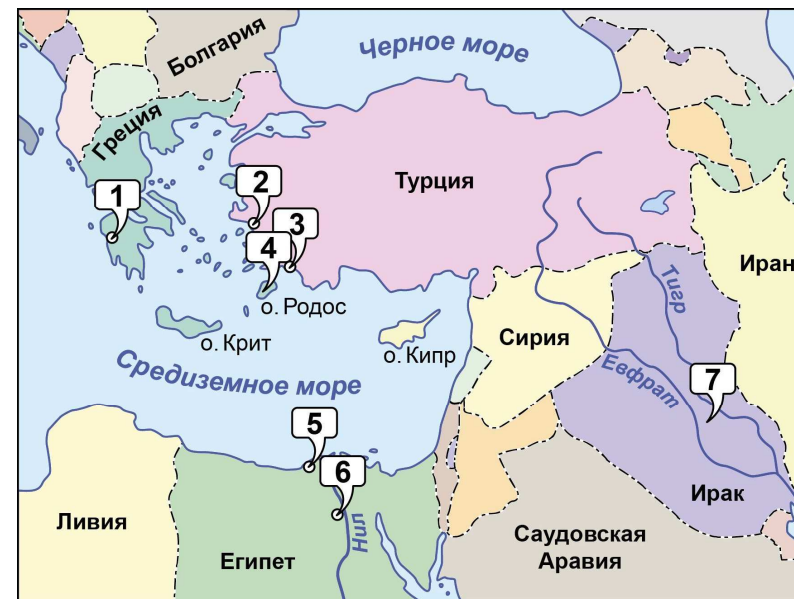 Болгария
Черное море
Греция
1
2
3
4
Турция
Иран
Тигр
о. Родос
о. Крит
о. Кипр
Сирия
Средиземное море
Евфрат
7
5
6
Ирак
Ливия
Нил
Египет
Саудовская
Аравия